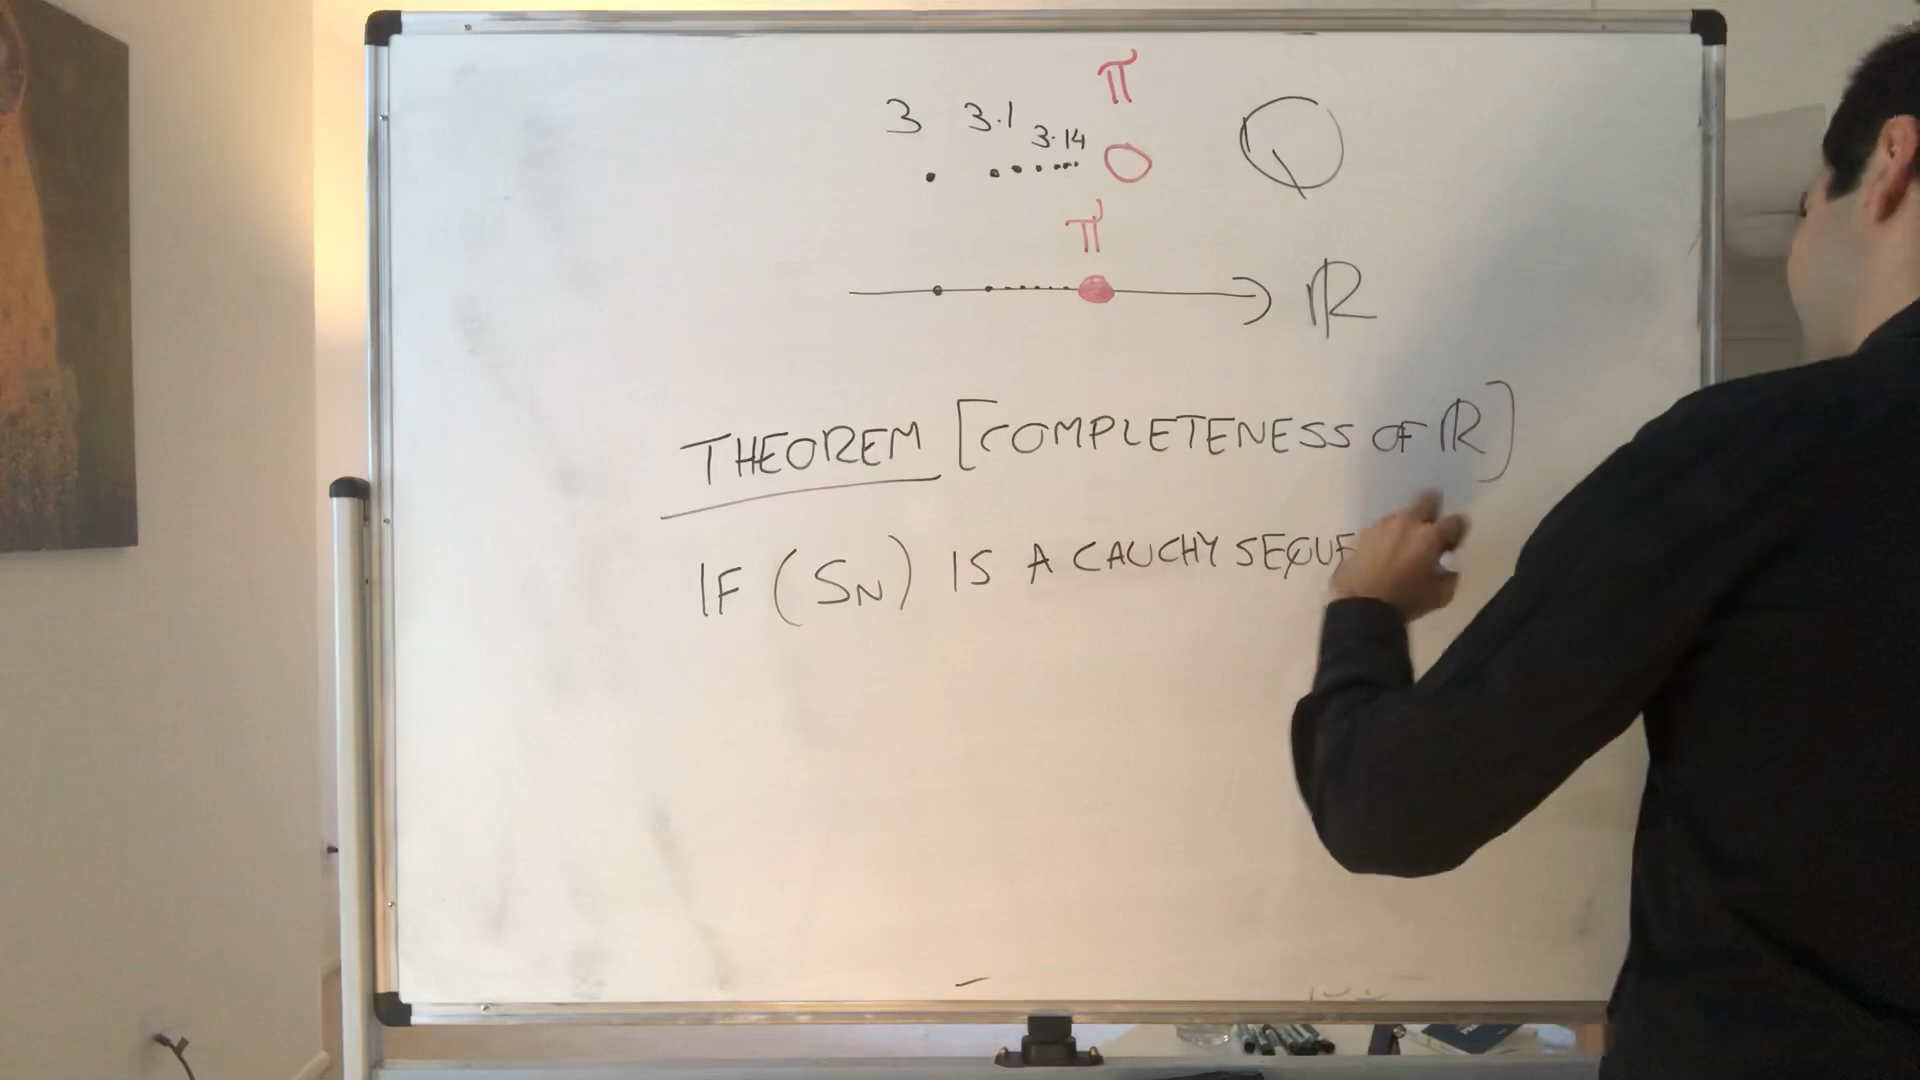 π
3 3.1 3.14
Q
π
ℝ
THEOREM [COMPLETENESS OF ℝ]
IF (SN) IS A CAUCHY SEQUE